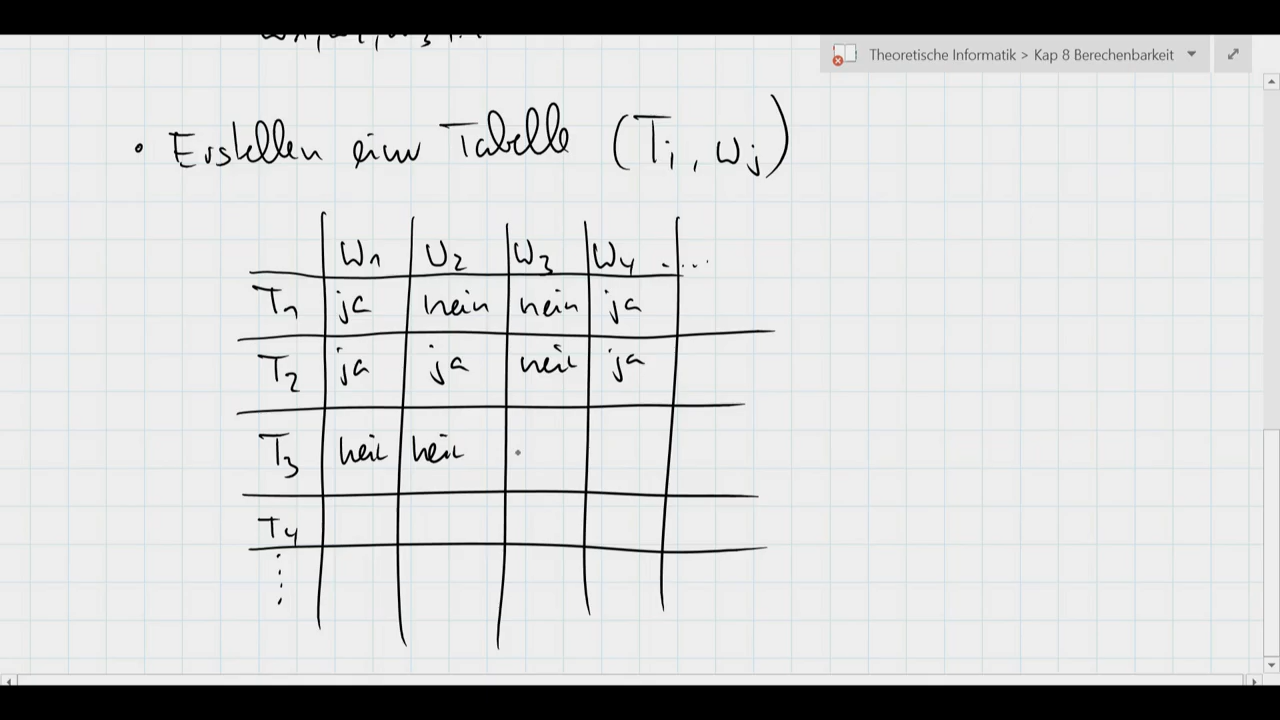 Theoretische Informatik > Kap 8 Berechenbarkeit
• Erstellen einer Tabelle (Ti, wj)
w1 w2 w3 w4 ....
T1 ja nein nein ja
T2 ja ja nein ja
T3 nein nein
T4
⋮